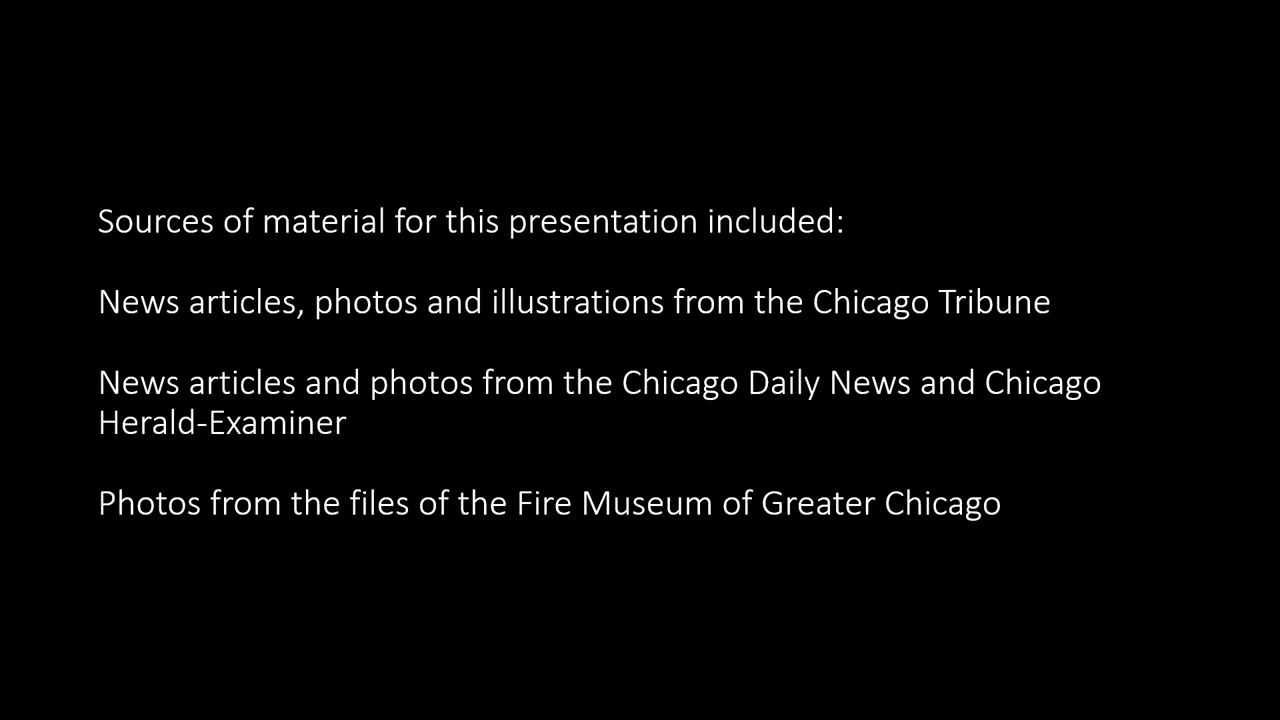 Sources of material for this presentation included:
News articles, photos and illustrations from the Chicago Tribune
News articles and photos from the Chicago Daily News and Chicago
Herald-Examiner
Photos from the files of the Fire Museum of Greater Chicago